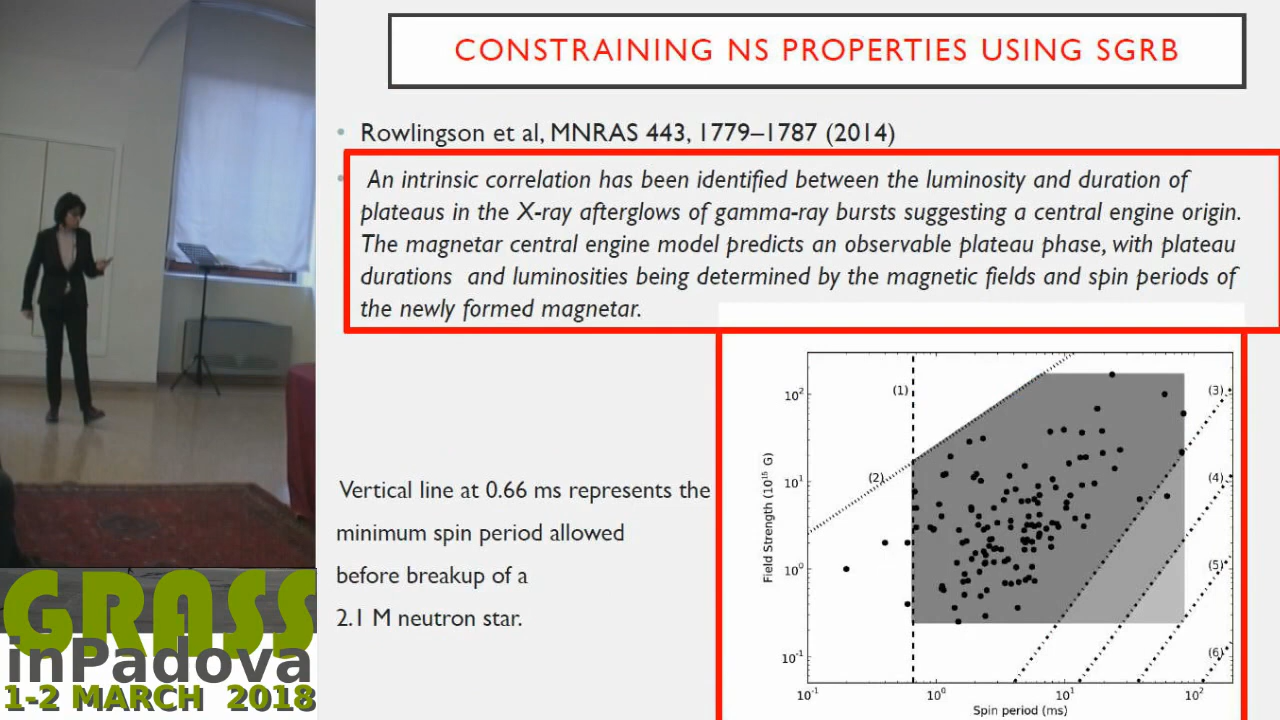 CONSTRAINING NS PROPERTIES USING SGRB
• Rowlingson et al, MNRAS 443, 1779–1787 (2014)
• An intrinsic correlation has been identified between the luminosity and duration of
plateaus in the X-ray afterglows of gamma-ray bursts suggesting a central engine origin.
The magnetar central engine model predicts an observable plateau phase, with plateau
durations and luminosities being determined by the magnetic fields and spin periods of
the newly formed magnetar.
Vertical line at 0.66 ms represents the
minimum spin period allowed
before breakup of a
2.1 M neutron star.
Field Strength (10¹⁵ G)
10²
10¹
10⁰
10⁻¹
(1)
(2)
(3)
(4)
(5)
(6)
10⁻¹ 10⁰ 10¹ 10²
Spin period (ms)
GRASS
inPadova
1-2 MARCH 2018